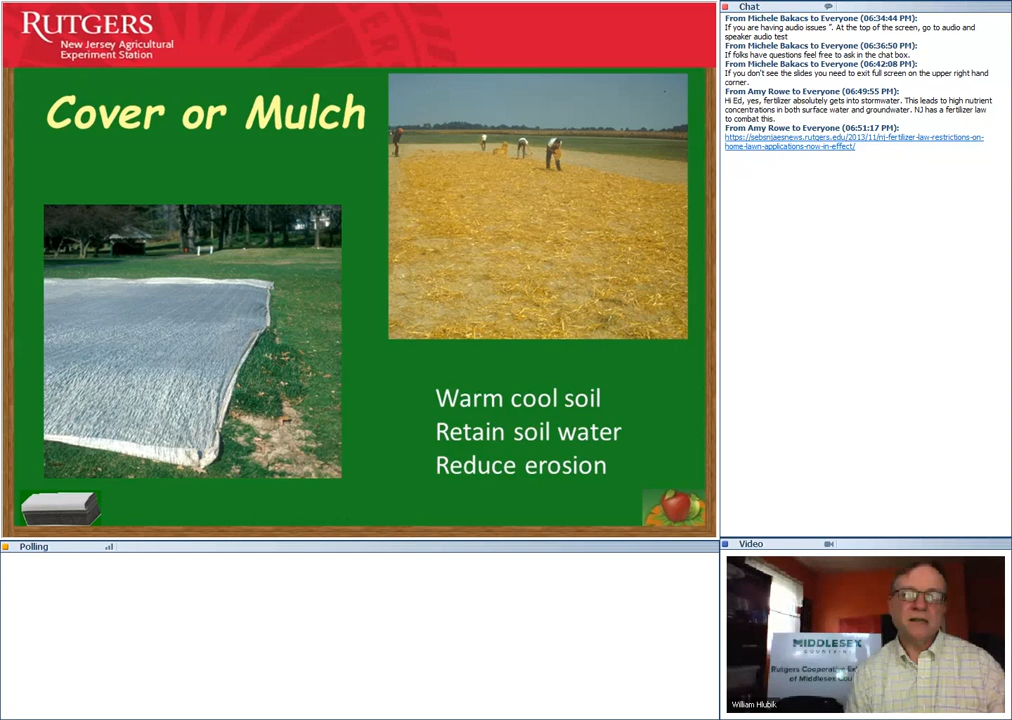 RUTGERS
New Jersey Agricultural
Experiment Station
Cover or Mulch
Warm cool soil
Retain soil water
Reduce erosion
Polling
Chat
From Michele Bakacs to Everyone (06:34:44 PM):
If you are having audio issues ". At the top of the screen, go to audio and
speaker audio test
From Michele Bakacs to Everyone (06:36:50 PM):
If folks have questions feel free to ask in the chat box.
From Michele Bakacs to Everyone (06:42:08 PM):
If you don't see the slides you need to exit full screen on the upper right hand
corner.
From Amy Rowe to Everyone (06:49:55 PM):
Hi Ed, yes, fertilizer absolutely gets into stormwater. This leads to high nutrient
concentrations in both surface water and groundwater. NJ has a fertilizer law
to combat this.
From Amy Rowe to Everyone (06:51:17 PM):
https://sebsnjaesnews.rutgers.edu/2013/11/nj-fertilizer-law-restrictions-on-
home-lawn-applications-now-in-effect/
Video
MIDDLESEX
COUNTY
Rutgers Cooperative Ex
of Middlesex Cou
William Hlubik